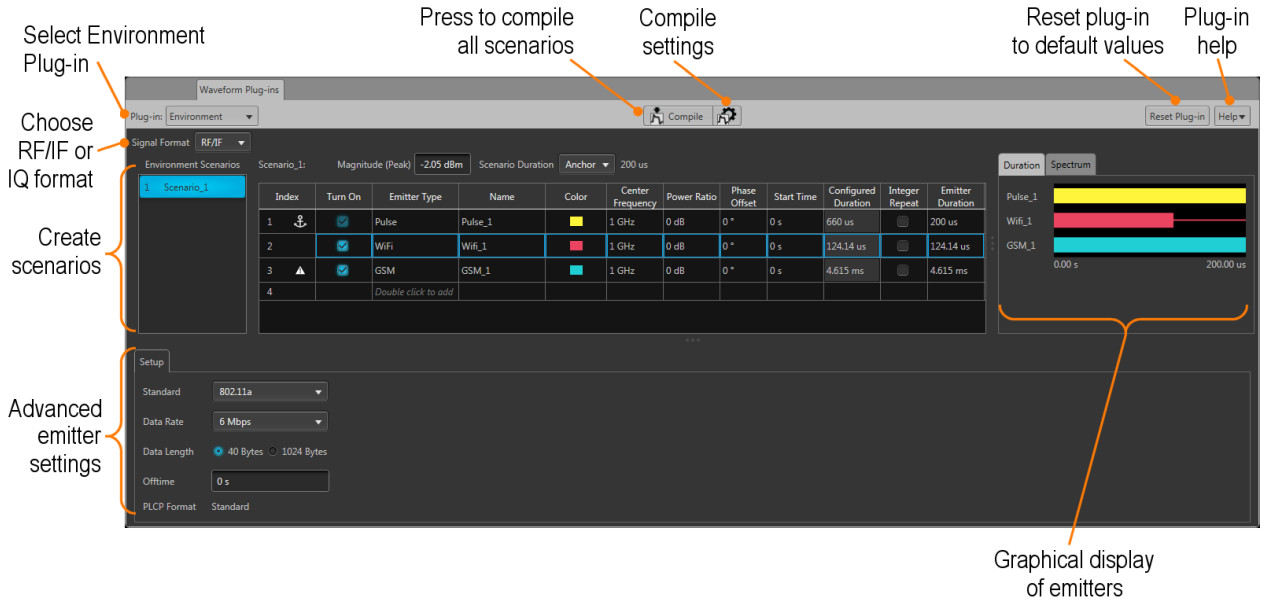 Select Environment
Plug-in
Press to compile
all scenarios
Compile
settings
Reset plug-in
to default values
Plug-in
help
Choose
RF/IF or
IQ format
Create
scenarios
Advanced
emitter
settings
Waveform Plug-ins
Plug-in: Environment
Compile
Reset Plug-in
Help
Signal Format RF/IF
Environment Scenarios
1 Scenario_1
Scenario_1: Magnitude (Peak) -2.05 dBm Scenario Duration Anchor 200 us
Index Turn On Emitter Type Name Color Center Frequency Power Ratio Phase Offset Start Time Configured Duration Integer Repeat Emitter Duration
1 Pulse Pulse_1 1 GHz 0 dB 0 ° 0 s 660 us 200 us
2 WiFi Wifi_1 1 GHz 0 dB 0 ° 0 s 124.14 us 124.14 us
3 GSM GSM_1 1 GHz 0 dB 0 ° 0 s 4.615 ms 4.615 ms
4 Double click to add
Duration Spectrum
Pulse_1
Wifi_1
GSM_1
0.00 s 200.00 us
Setup
Standard 802.11a
Data Rate 6 Mbps
Data Length 40 Bytes 1024 Bytes
Offtime 0 s
PLCP Format Standard
Graphical display
of emitters